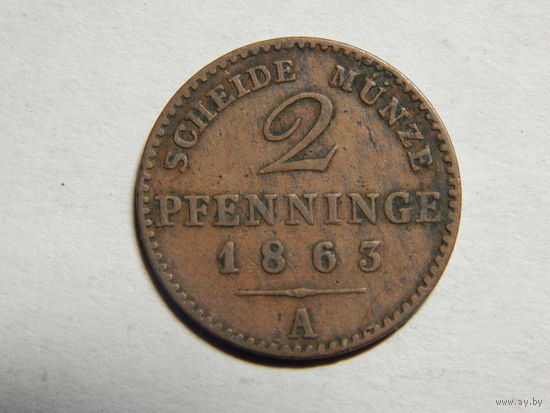 SCHEIDE MÜNZE
2
PFENNINGE
1863
A
www.ay.by